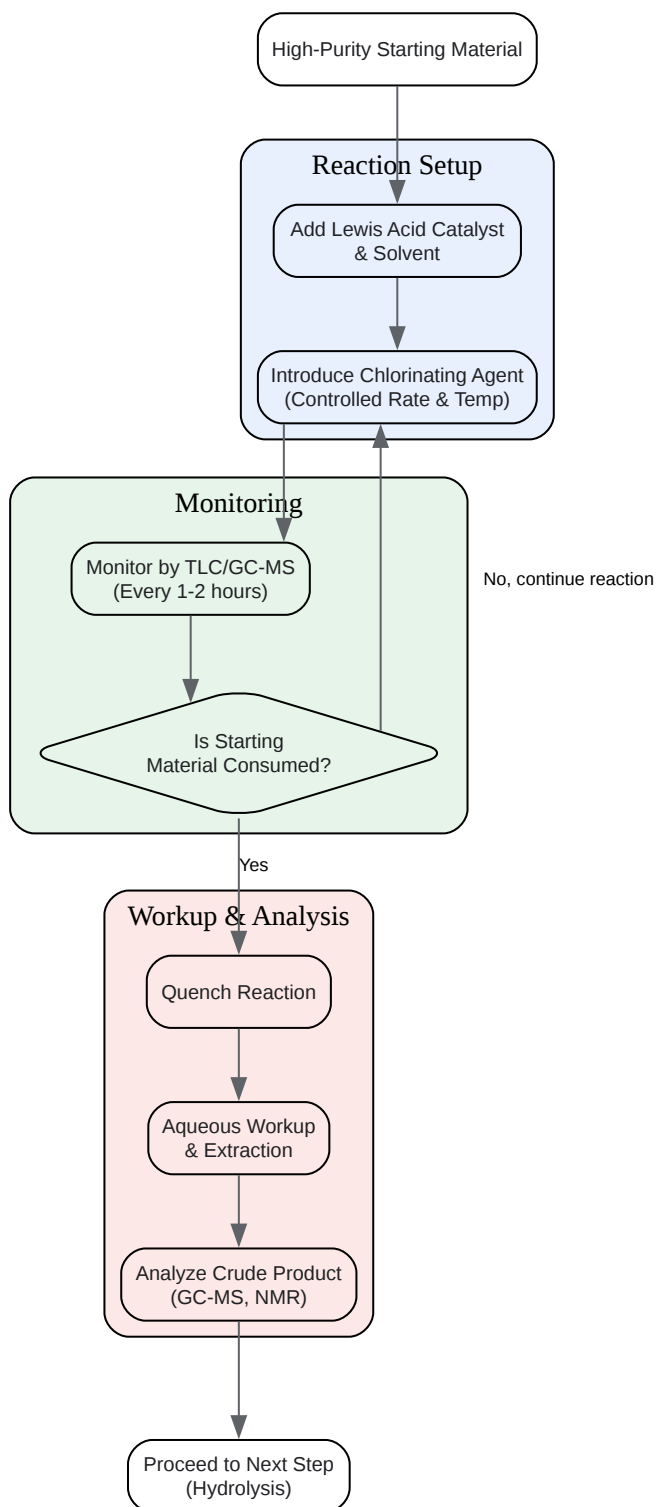 High-Purity Starting Material
Reaction Setup
Add Lewis Acid Catalyst
& Solvent
Introduce Chlorinating Agent
(Controlled Rate & Temp)
Monitoring
Monitor by TLC/GC-MS
(Every 1-2 hours)
No, continue reaction
Is Starting
Material Consumed?
Yes
Workup & Analysis
Quench Reaction
Aqueous Workup
& Extraction
Analyze Crude Product
(GC-MS, NMR)
Proceed to Next Step
(Hydrolysis)